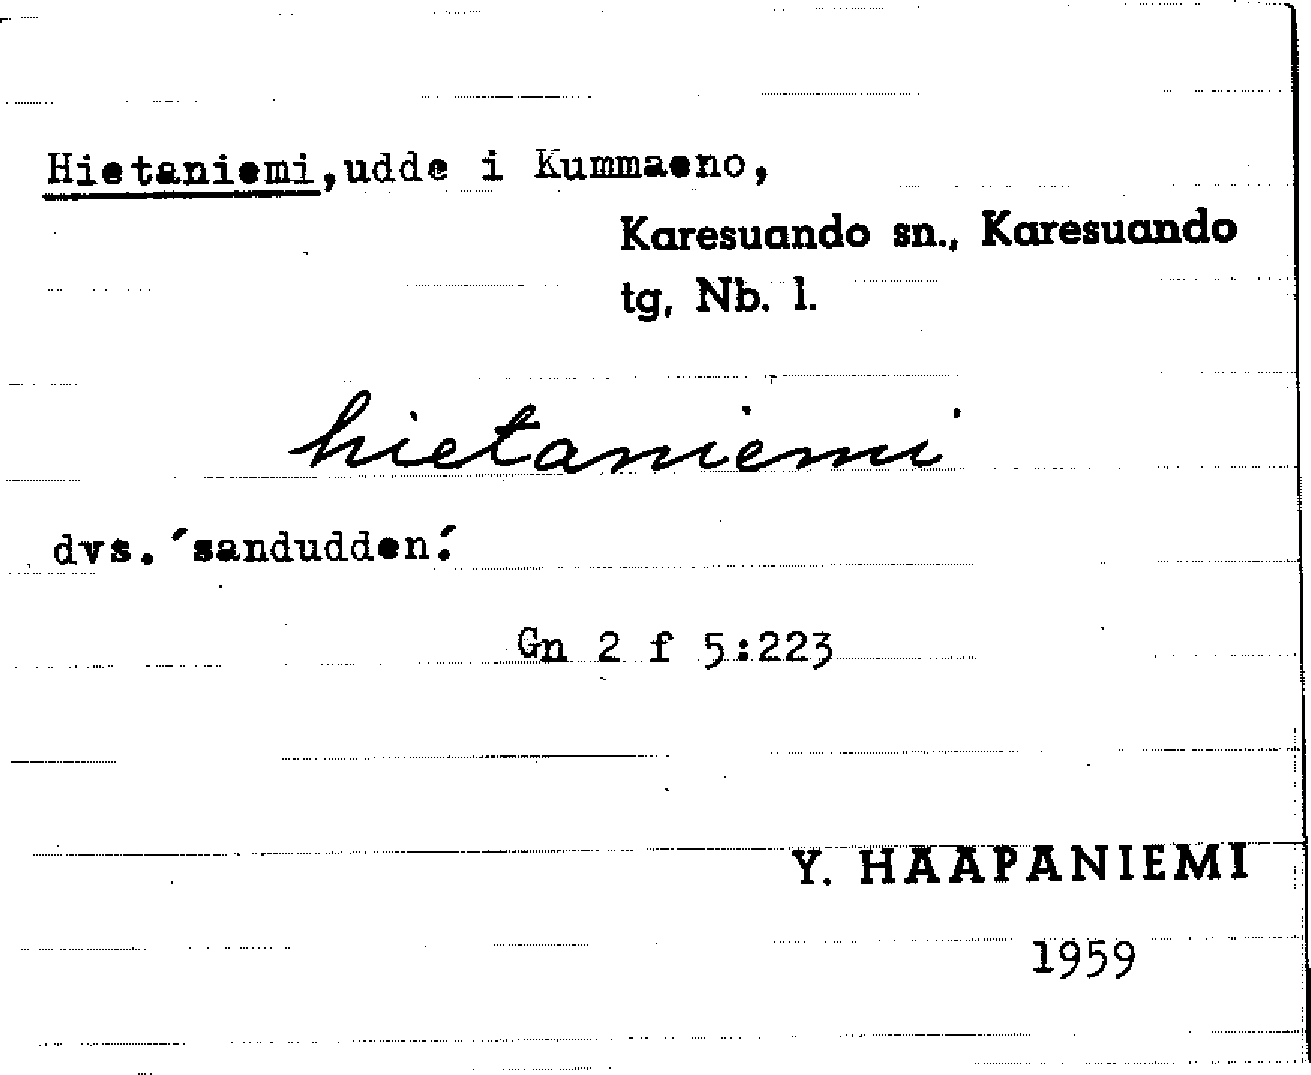 Hietaniemi,udde i Kummaeno,
Karesuando sn., Karesuando
tg, Nb. l.
hietaniemi
dvs. ´sandudden´.
Gn 2 f 5:223
Y. HAAPANIEMI
1959